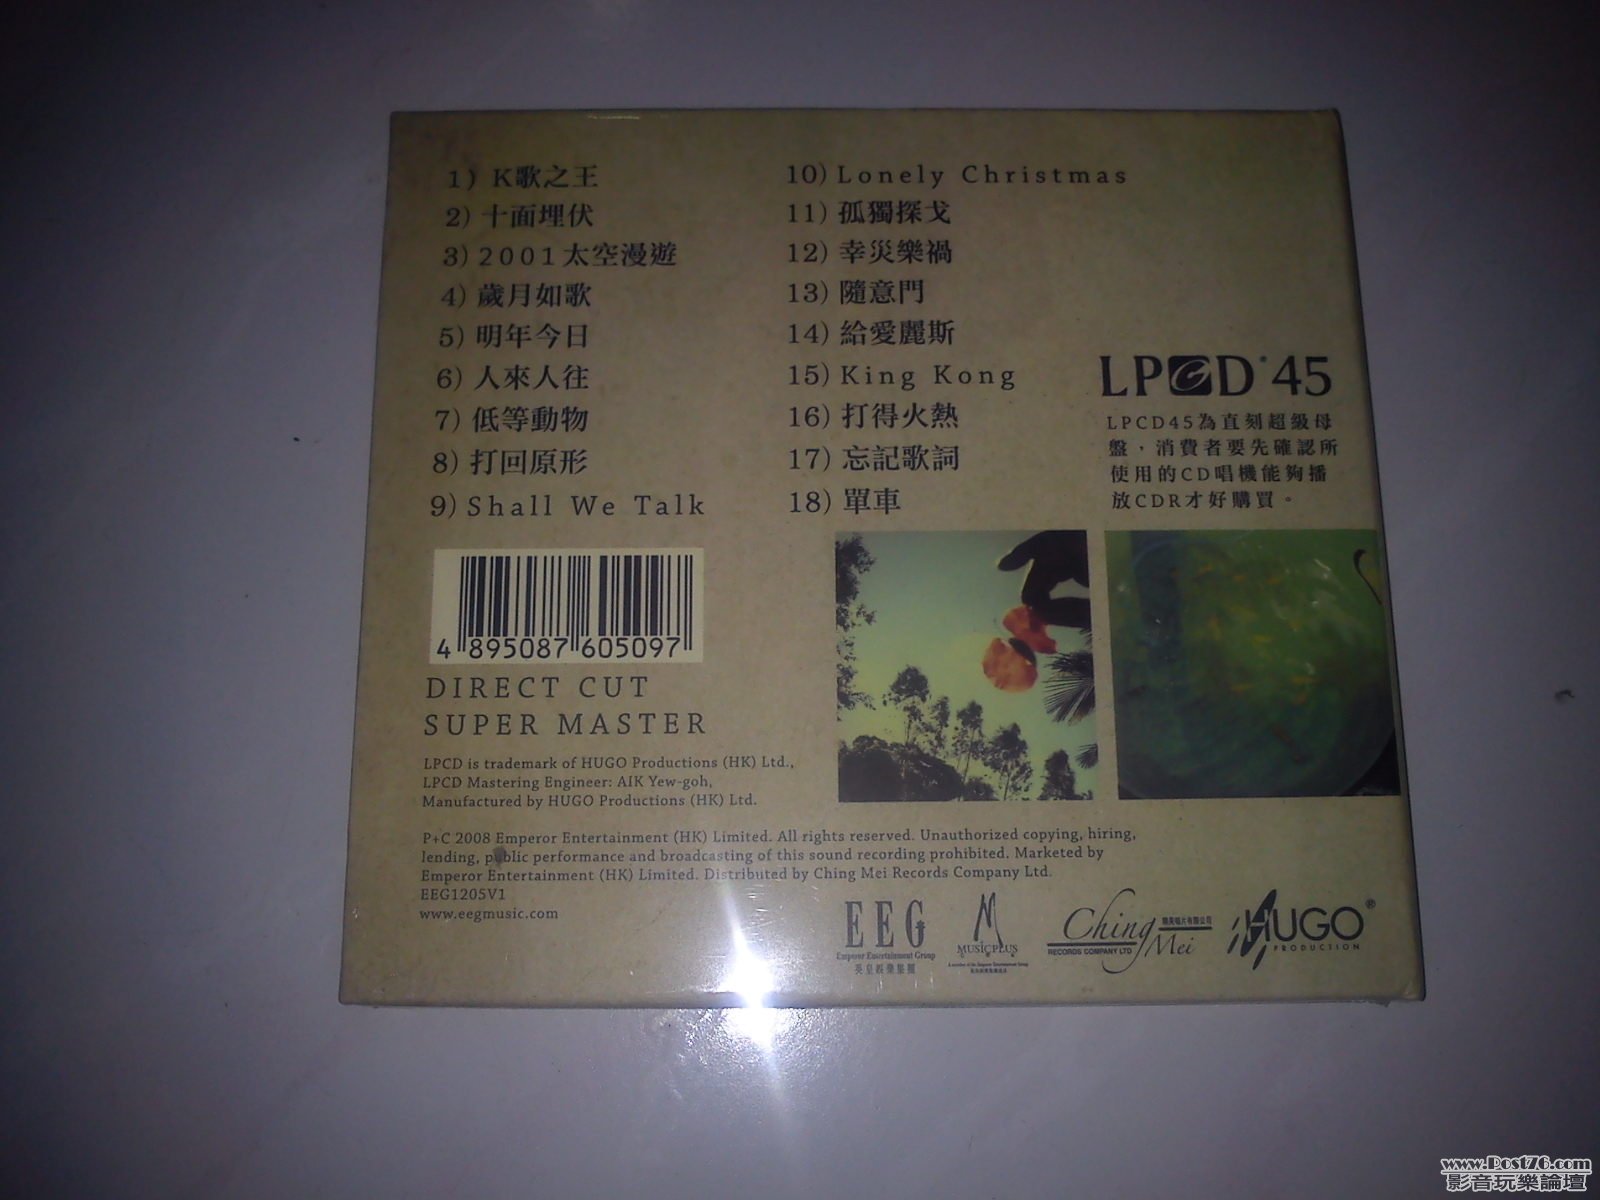 1) K歌之王
2) 十面埋伏
3) 2001太空漫遊
4) 歲月如歌
5) 明年今日
6) 人來人往
7) 低等動物
8) 打回原形
9) Shall We Talk
10) Lonely Christmas
11) 孤獨探戈
12) 幸災樂禍
13) 隨意門
14) 給愛麗斯
15) King Kong
16) 打得火熱
17) 忘記歌詞
18) 單車
LPCD 45
LPCD45為直刻超級母
盤，消費者要先確認所
使用的CD唱機能夠播
放CDR才好購買。
4 895087 605097
DIRECT CUT
SUPER MASTER
LPCD is trademark of HUGO Productions (HK) Ltd.,
LPCD Mastering Engineer: AIK Yew-goh,
Manufactured by HUGO Productions (HK) Ltd.
P+C 2008 Emperor Entertainment (HK) Limited. All rights reserved. Unauthorized copying, hiring,
lending, public performance and broadcasting of this sound recording prohibited. Marketed by
Emperor Entertainment (HK) Limited. Distributed by Ching Mei Records Company Ltd.
EEG1205V1
www.eegmusic.com
EEG
Emperor Entertainment Group
英皇娛樂集團
MUSICPLUS
A member of the Emperor Entertainment Group
Ching Mei
RECORDS COMPANY LTD
HUGO®
PRODUCTION
www.Post76.com
影音玩樂論壇